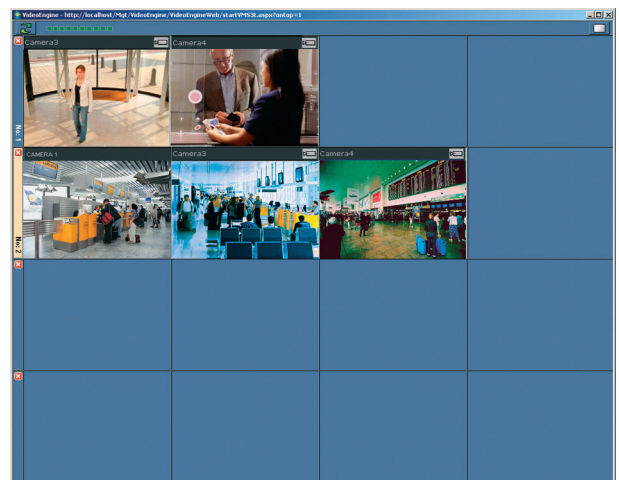 VideoEngine - http://localhost/Mgt/VideoEngine/VideoEngineWeb/startVMS3t.aspx?ontop=1
Camera3
Camera4
No: 1
CAMERA 1
Camera3
Camera4
No: 2